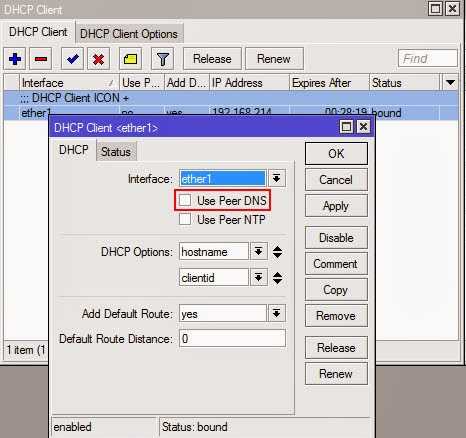 DHCP Client
DHCP Client Options
DHCP Client
Release
Renew
Find
Interface / Use P... Add D... IP Address Expires After Status
;;; DHCP Client ICON +
ether1 no yes 192.168.214. 00:28:19 bound
DHCP Client <ether1>
DHCP
Status
Interface: ether1
Use Peer DNS
Use Peer NTP
DHCP Options: hostname
clientid
Add Default Route: yes
Default Route Distance: 0
OK
Cancel
Apply
Disable
Comment
Copy
Remove
Release
Renew
enabled
Status: bound
1 item (1